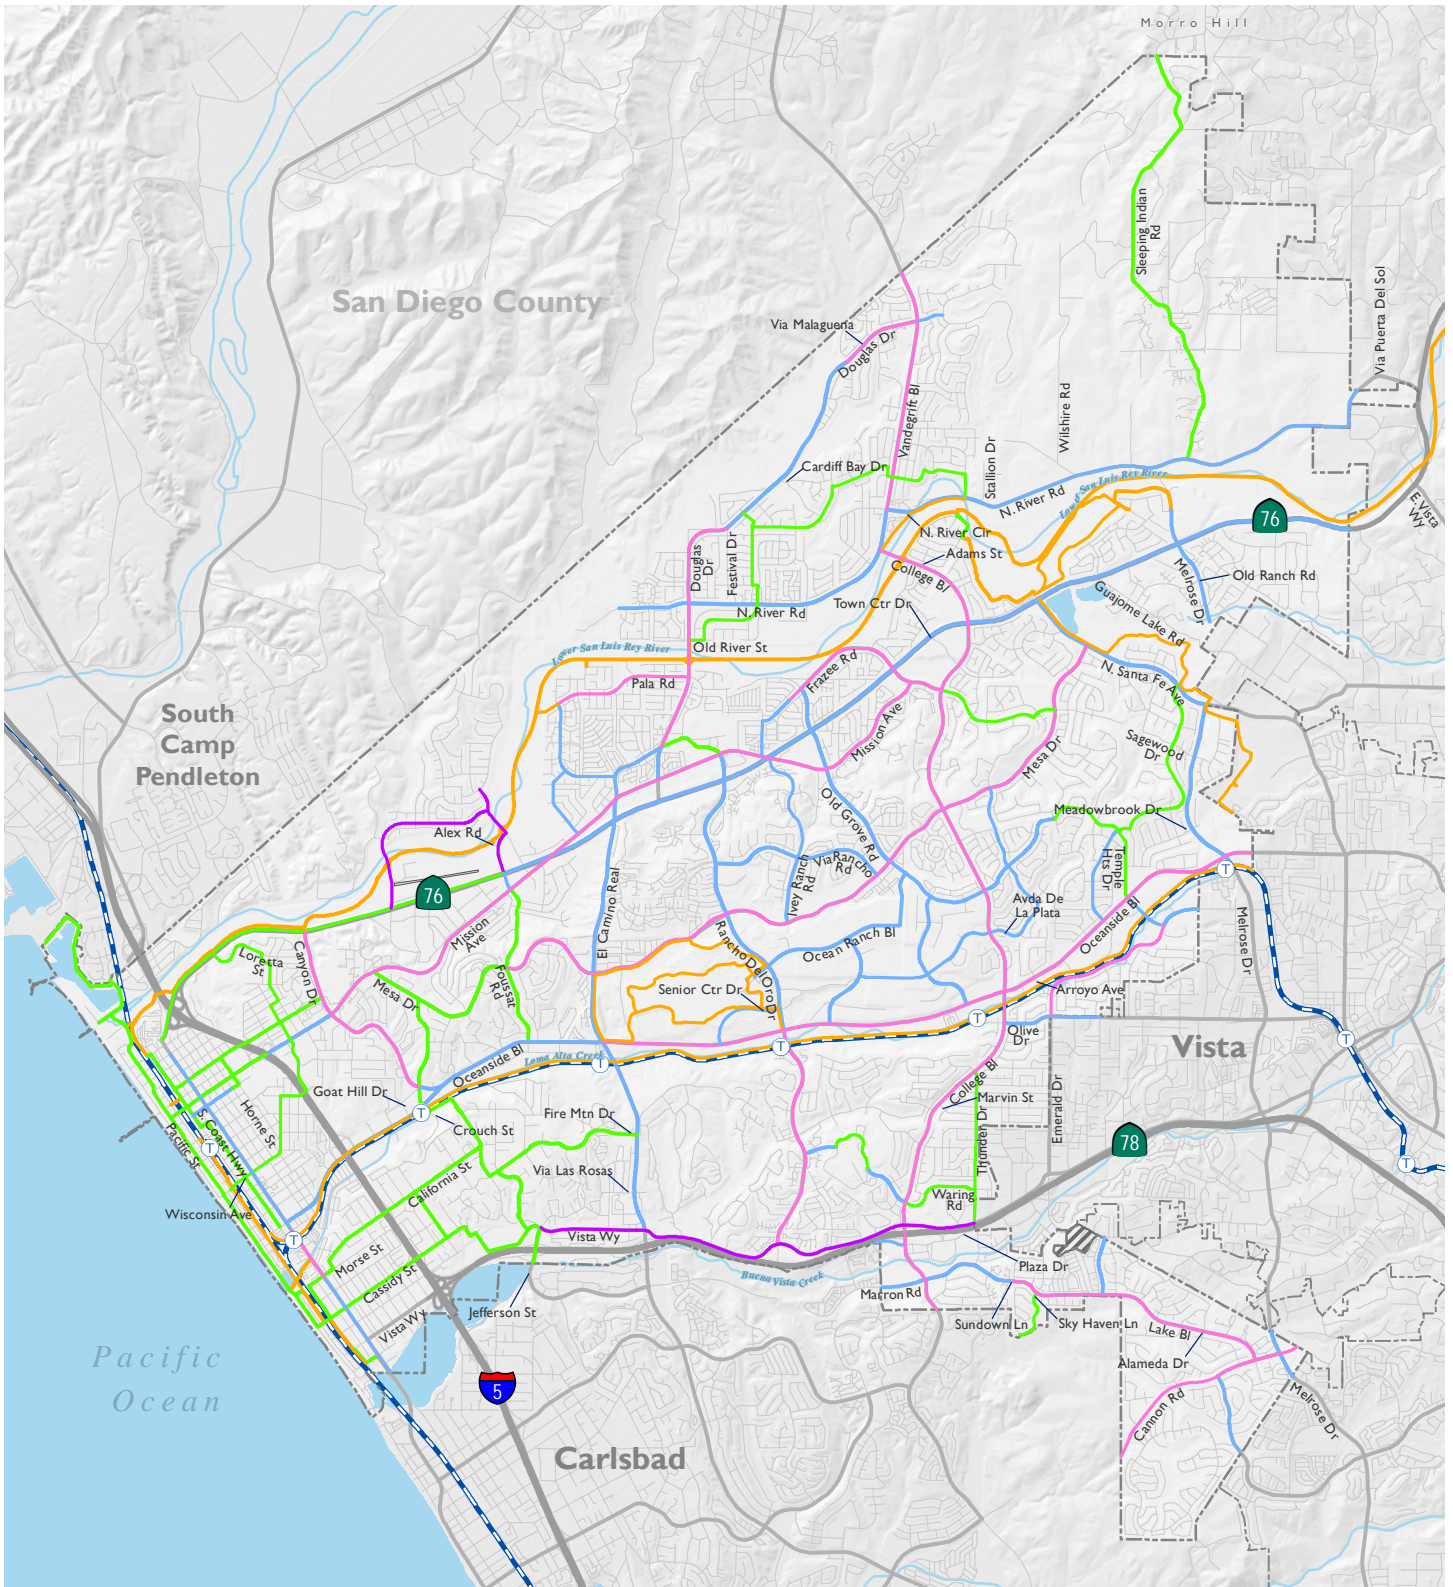 Morro Hill
Sleeping Indian
Rd
San Diego County
Via Puerta Del Sol
Via Malaguena
Douglas Dr
Vandegrift Bl
Wilshire Rd
Stallion Dr
Cardiff Bay Dr
Lower San Luis Rey River
N. River Rd
E. Vista
Wy
76
N. River Cir
Adams St
College Bl
Douglas
Dr
Festival Dr
Melrose Dr
Old Ranch Rd
Guajome Lake Rd
Town Ctr Dr
N. River Rd
Old River St
Lower San Luis Rey River
Frazee Rd
N. Santa Fe Ave
Pala Rd
South
Camp
Pendleton
Mission Ave
Sagewood
Dr
Mesa Dr
Old Grove Rd
Meadowbrook Dr
Alex Rd
Via Rancho
Rd
Temple
Hts Dr
Ivey Ranch
Rd
76
El Camino Real
Avda De
La Plata
Mission
Ave
Oceanside Bl
Melrose Dr
Rancho Del Oro Dr
Ocean Ranch Bl
Loretta
St
Canyon Dr
Mesa Dr
Foussat
Rd
Senior Ctr Dr
Arroyo Ave
T
T
T
Olive
Dr
Vista
T
T
Oceanside Bl
Loma Alta Creek
Goat Hill Dr
T
College Bl
Marvin St
Emerald Dr
Horne St
S. Coast Hwy
Pacific St
Fire Mtn Dr
Crouch St
Thunder Dr
78
T
T
California St
Via Las Rosas
Waring
Rd
Wisconsin Ave
T
Vista Wy
Morse St
Plaza Dr
Cassidy St
Buena Vista Creek
Marron Rd
Jefferson St
Vista Wy
Sundown Ln
Sky Haven Ln
Lake Bl
Pacific
Ocean
Alameda Dr
5
Cannon Rd
Melrose Dr
Carlsbad